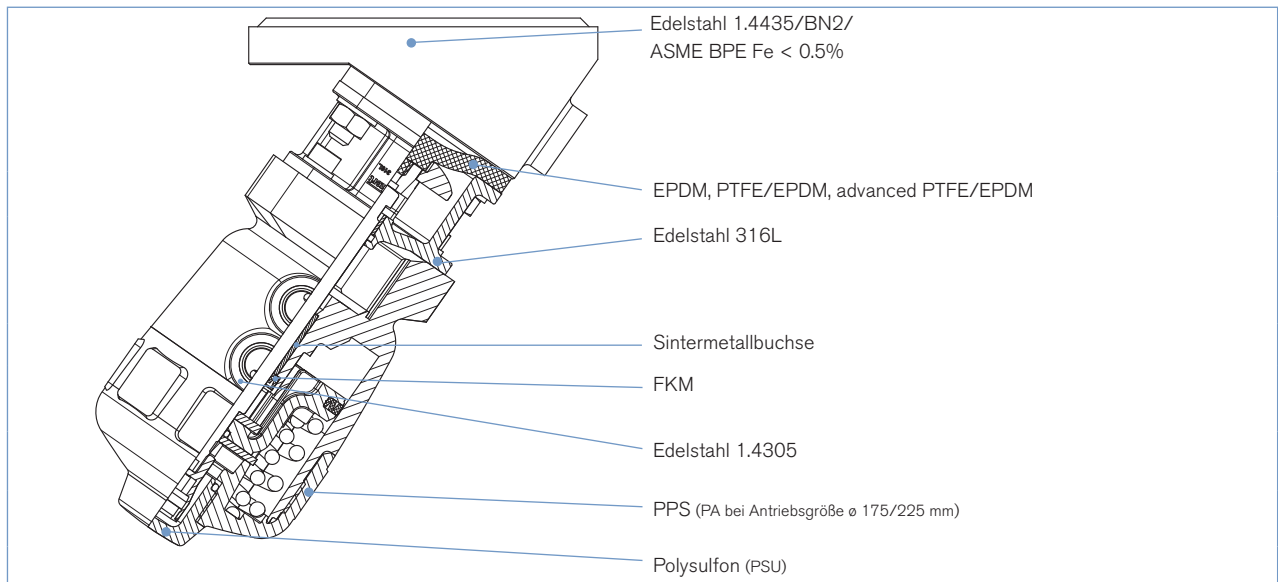 Edelstahl 1.4435/BN2/
ASME BPE Fe < 0.5%
EPDM, PTFE/EPDM, advanced PTFE/EPDM
Edelstahl 316L
Sintermetallbuchse
FKM
Edelstahl 1.4305
PPS (PA bei Antriebsgröße ø 175/225 mm)
Polysulfon (PSU)